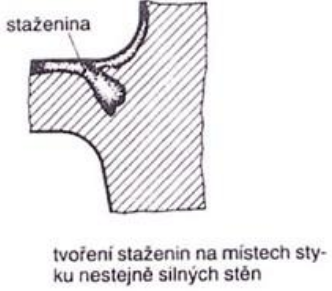 staženina
tvoření staženin na místech sty-
ku nestejně silných stěn